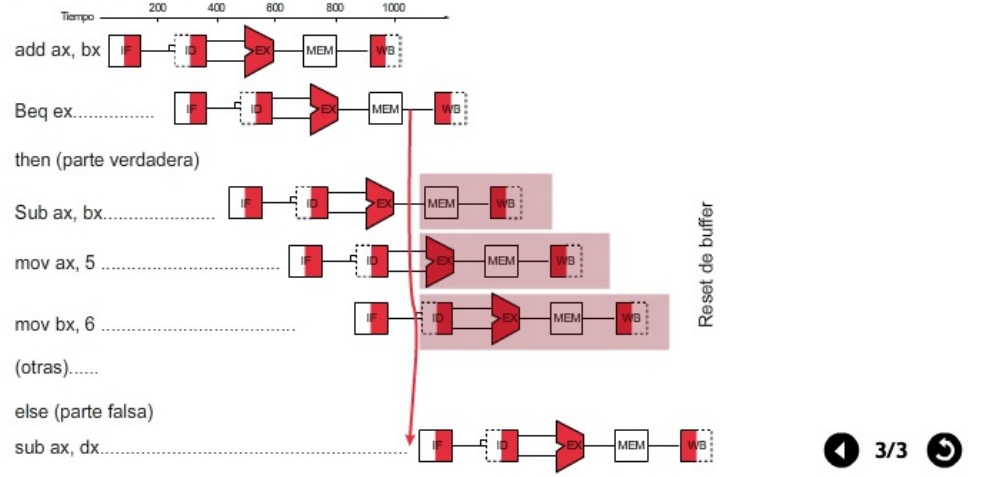 Tiempo 200 400 600 800 1000
add ax, bx IF ID EX MEM WB
Beq ex.............. IF ID EX MEM WB
then (parte verdadera)
Sub ax, bx................... IF ID EX MEM WB
mov ax, 5 .............................. IF ID EX MEM WB
mov bx, 6 ................................. IF ID EX MEM WB
Reset de buffer
(otras)......
else (parte falsa)
sub ax, dx.................................................... IF ID EX MEM WB
3/3